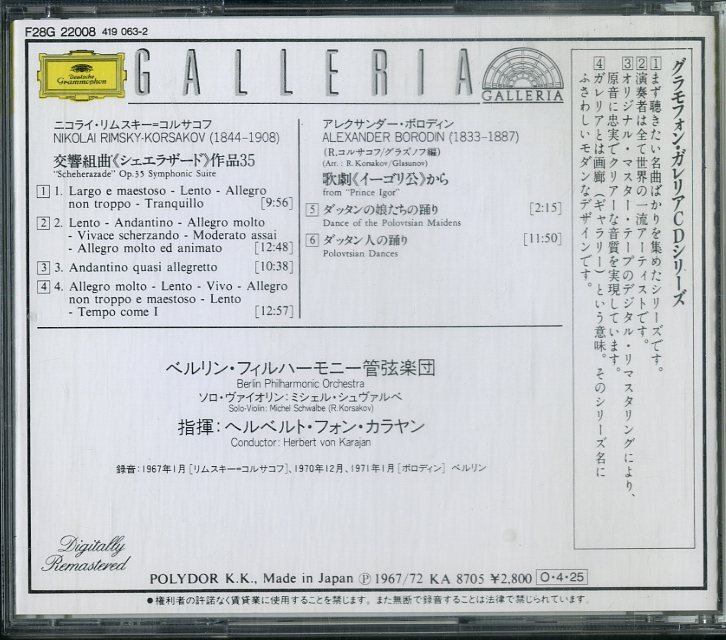 F28G 22008 419 063-2
Deutsche
Grammophon
GALLERIA
GALLERIA
ニコライ・リムスキー=コルサコフ
NIKOLAI RIMSKY-KORSAKOV (1844-1908)
交響組曲《シェエラザード》作品35
"Scheherazade" Op.35 Symphonic Suite
1 1. Largo e maestoso - Lento - Allegro
non troppo - Tranquillo [9:56]
2 2. Lento - Andantino - Allegro molto
- Vivace scherzando - Moderato assai
- Allegro molto ed animato [12:48]
3 3. Andantino quasi allegretto [10:38]
4 4. Allegro molto - Lento - Vivo - Allegro
non troppo e maestoso - Lento
- Tempo come I [12:57]
アレクサンダー・ボロディン
ALEXANDER BORODIN (1833-1887)
(R.コルサコフ/グラズノフ編)
(Arr. : R.Korsakov/Glasunov)
歌劇《イーゴリ公》から
from "Prince Igor"
5 ダッタンの娘たちの踊り [2:15]
Dance of the Polovtsian Maidens
6 ダッタン人の踊り [11:50]
Polovtsian Dances
グラモフォン・ガレリアCDシリーズ
1 まず聴きたい名曲ばかりを集めたシリーズです。
2 演奏者は全て世界の一流アーティストです。
3 オリジナル・マスター・テープのデジタル・リマスタリングにより、
原音に忠実でクリアーな音質を実現しています。
4 ガレリアとは画廊(ギャラリー)という意味。そのシリーズ名に
ふさわしいモダンなデザインです。
ベルリン・フィルハーモニー管弦楽団
Berlin Philharmonic Orchestra
ソロ・ヴァイオリン:ミシェル・シュヴァルベ
Solo-Violin: Michel Schwalbe (R.Korsakov)
指揮:ヘルベルト・フォン・カラヤン
Conductor: Herbert von Karajan
録音:1967年1月[リムスキー=コルサコフ]、1970年12月、1971年1月[ボロディン] ベルリン
Digitally
Remastered
POLYDOR K.K., Made in Japan Ⓟ 1967/72 KA 8705 ¥2,800 O・4・25
●権利者の許諾なく賃貸業に使用することを禁じます。また無断で録音することは法律で禁じられています。